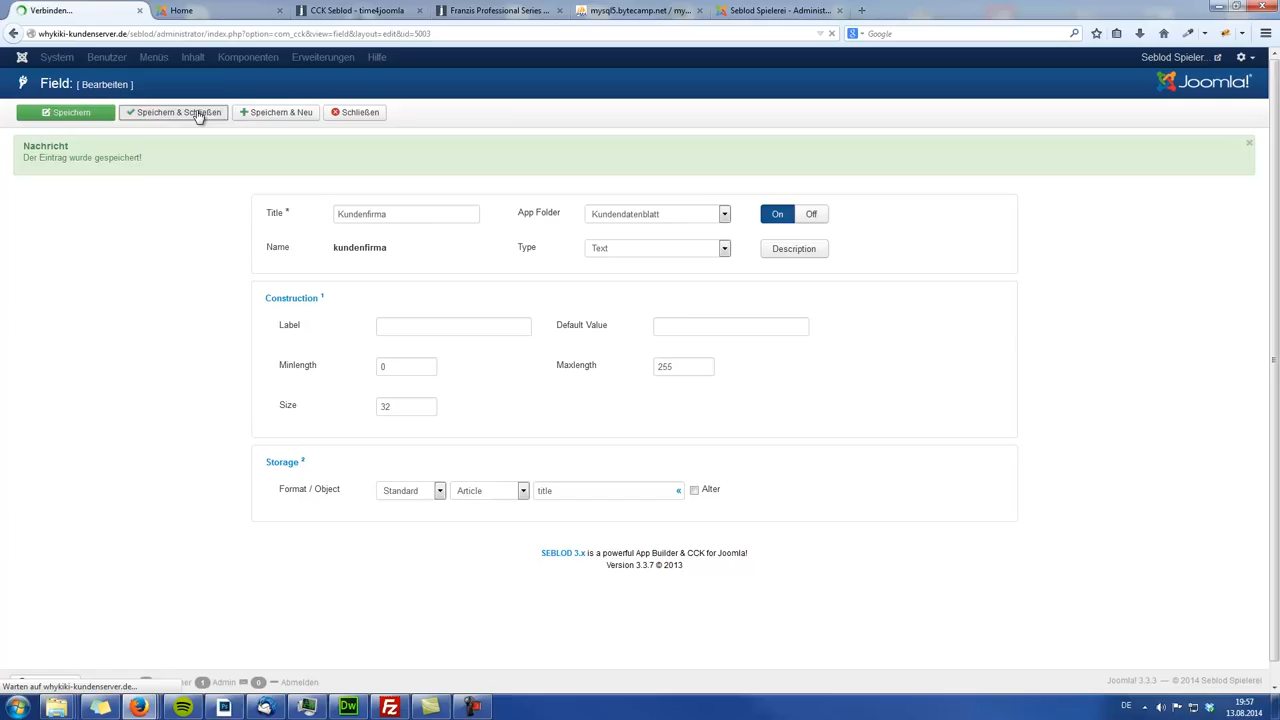 Verbinden...
Home
CCK Seblod - time4joomla
Franzis Professional Series ...
mysql5.bytecamp.net / my...
Seblod Spielerei - Administ...
whykiki-kundenserver.de/seblod/administrator/index.php?option=com_cck&view=field&layout=edit&id=5003
Google
System
Benutzer
Menüs
Inhalt
Komponenten
Erweiterungen
Hilfe
Seblod Spieler...
Field: [ Bearbeiten ]
Joomla!
Speichern
Speichern & Schließen
Speichern & Neu
Schließen
Nachricht
Der Eintrag wurde gespeichert!
Title *
Kundenfirma
App Folder
Kundendatenblatt
On
Off
Name
kundenfirma
Type
Text
Description
Construction 1
Label
Default Value
Minlength
0
Maxlength
255
Size
32
Storage 2
Format / Object
Standard
Article
title
«
Alter
SEBLOD 3.x is a powerful App Builder & CCK for Joomla!
Version 3.3.7 © 2013
1 Admin
0
Abmelden
Joomla! 3.3.3 — © 2014 Seblod Spielerei
Warten auf whykiki-kundenserver.de...
Dw
Fz
DE
19:57
13.08.2014